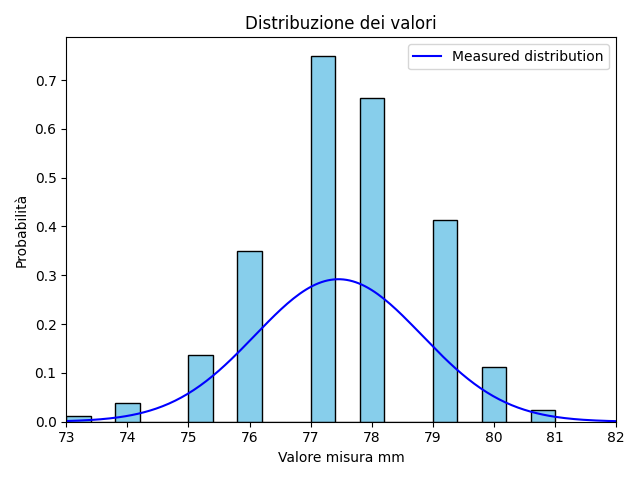 Distribuzione dei valori
Measured distribution
Probabilità
0.7
0.6
0.5
0.4
0.3
0.2
0.1
0.0
73 74 75 76 77 78 79 80 81 82
Valore misura mm